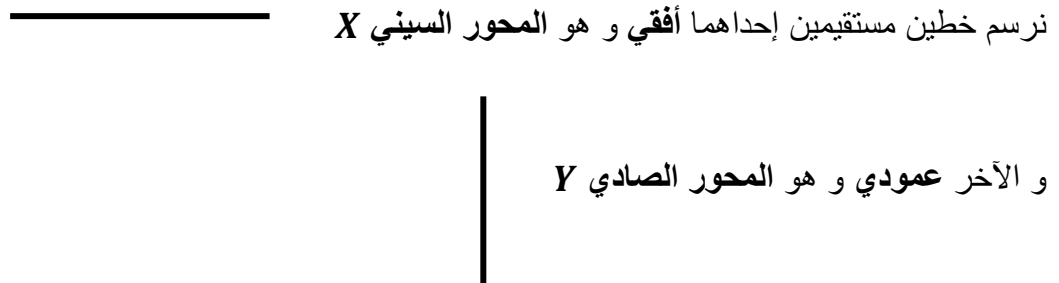 نرسم خطين مستقيمين إحداهما أفقي و هو المحور السيني X
و الآخر عمودي و هو المحور الصادي Y